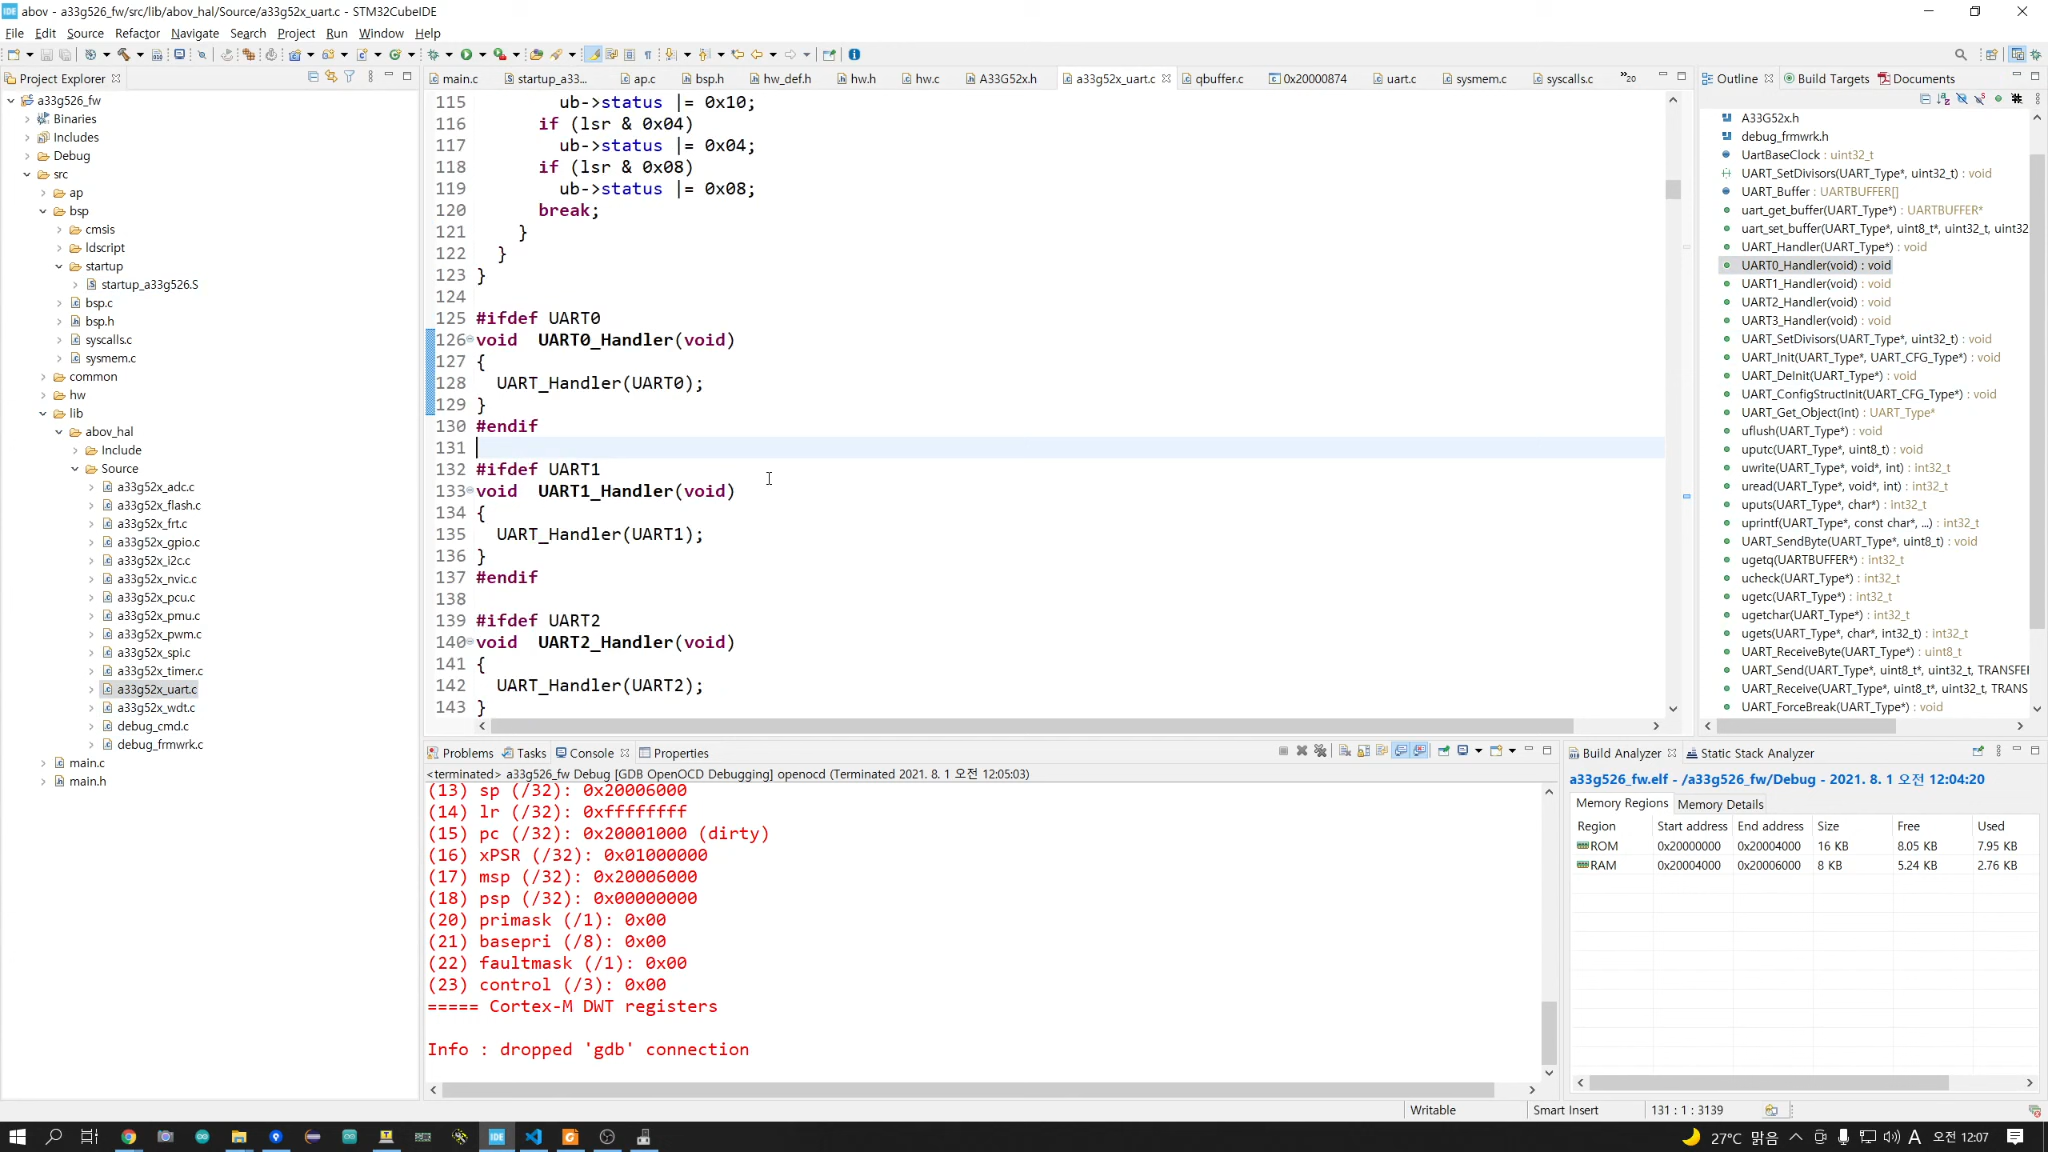 abov - a33g526_fw/src/lib/abov_hal/Source/a33g52x_uart.c - STM32CubeIDE
File Edit Source Refactor Navigate Search Project Run Window Help
Project Explorer
a33g526_fw
Binaries
Includes
Debug
src
ap
bsp
cmsis
ldscript
startup
startup_a33g526.S
bsp.c
bsp.h
syscalls.c
sysmem.c
common
hw
lib
abov_hal
Include
Source
a33g52x_adc.c
a33g52x_flash.c
a33g52x_frt.c
a33g52x_gpio.c
a33g52x_i2c.c
a33g52x_nvic.c
a33g52x_pcu.c
a33g52x_pmu.c
a33g52x_pwm.c
a33g52x_spi.c
a33g52x_timer.c
a33g52x_uart.c
a33g52x_wdt.c
debug_cmd.c
debug_frmwrk.c
main.c
main.h
main.c startup_a33... ap.c bsp.h hw_def.h hw.h hw.c A33G52x.h a33g52x_uart.c qbuffer.c 0x20000874 uart.c sysmem.c syscalls.c »20
115 ub->status |= 0x10;
116 if (lsr & 0x04)
117 ub->status |= 0x04;
118 if (lsr & 0x08)
119 ub->status |= 0x08;
120 break;
121 }
122 }
123 }
124
125 #ifdef UART0
126 void UART0_Handler(void)
127 {
128 UART_Handler(UART0);
129 }
130 #endif
131
132 #ifdef UART1
133 void UART1_Handler(void)
134 {
135 UART_Handler(UART1);
136 }
137 #endif
138
139 #ifdef UART2
140 void UART2_Handler(void)
141 {
142 UART_Handler(UART2);
143 }
Outline Build Targets Documents
A33G52x.h
debug_frmwrk.h
UartBaseClock : uint32_t
UART_SetDivisors(UART_Type*, uint32_t) : void
UART_Buffer : UARTBUFFER[]
uart_get_buffer(UART_Type*) : UARTBUFFER*
uart_set_buffer(UART_Type*, uint8_t*, uint32_t, uint32
UART_Handler(UART_Type*) : void
UART0_Handler(void) : void
UART1_Handler(void) : void
UART2_Handler(void) : void
UART3_Handler(void) : void
UART_SetDivisors(UART_Type*, uint32_t) : void
UART_Init(UART_Type*, UART_CFG_Type*) : void
UART_DeInit(UART_Type*) : void
UART_ConfigStructInit(UART_CFG_Type*) : void
UART_Get_Object(int) : UART_Type*
uflush(UART_Type*) : void
uputc(UART_Type*, uint8_t) : void
uwrite(UART_Type*, void*, int) : int32_t
uread(UART_Type*, void*, int) : int32_t
uputs(UART_Type*, char*) : int32_t
uprintf(UART_Type*, const char*, ...) : int32_t
UART_SendByte(UART_Type*, uint8_t) : void
ugetq(UARTBUFFER*) : int32_t
ucheck(UART_Type*) : int32_t
ugetc(UART_Type*) : int32_t
ugetchar(UART_Type*) : int32_t
ugets(UART_Type*, char*, int32_t) : int32_t
UART_ReceiveByte(UART_Type*) : uint8_t
UART_Send(UART_Type*, uint8_t*, uint32_t, TRANSFEI
UART_Receive(UART_Type*, uint8_t*, uint32_t, TRANS
UART_ForceBreak(UART_Type*) : void
Problems Tasks Console Properties
<terminated> a33g526_fw Debug [GDB OpenOCD Debugging] openocd (Terminated 2021. 8. 1 오전 12:05:03)
(13) sp (/32): 0x20006000
(14) lr (/32): 0xffffffff
(15) pc (/32): 0x20001000 (dirty)
(16) xPSR (/32): 0x01000000
(17) msp (/32): 0x20006000
(18) psp (/32): 0x00000000
(20) primask (/1): 0x00
(21) basepri (/8): 0x00
(22) faultmask (/1): 0x00
(23) control (/3): 0x00
===== Cortex-M DWT registers
Info : dropped 'gdb' connection
Build Analyzer Static Stack Analyzer
a33g526_fw.elf - /a33g526_fw/Debug - 2021. 8. 1 오전 12:04:20
Memory Regions Memory Details
Region Start address End address Size Free Used
ROM 0x20000000 0x20004000 16 KB 8.05 KB 7.95 KB
RAM 0x20004000 0x20006000 8 KB 5.24 KB 2.76 KB
Writable Smart Insert 131 : 1 : 3139
IDE 27°C 맑음 A 오전 12:07